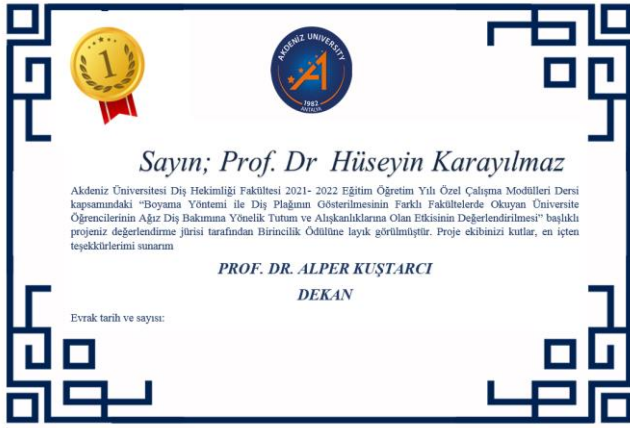 1
AKDENİZ UNIVERSITY
1982
ANTALYA
Sayın; Prof. Dr Hüseyin Karayılmaz
Akdeniz Üniversitesi Diş Hekimliği Fakültesi 2021- 2022 Eğitim Öğretim Yılı Özel Çalışma Modülleri Dersi
kapsamındaki “Boyama Yöntemi ile Diş Plağının Gösterilmesinin Farklı Fakültelerde Okuyan Üniversite
Öğrencilerinin Ağız Diş Bakımına Yönelik Tutum ve Alışkanlıklarına Olan Etkisinin Değerlendirilmesi” başlıklı
projeniz değerlendirme jürisi tarafından Birincilik Ödülüne layık görülmüştür. Proje ekibinizi kutlar, en içten
teşekkürlerimi sunarım
PROF. DR. ALPER KUŞTARCI
DEKAN
Evrak tarih ve sayısı: